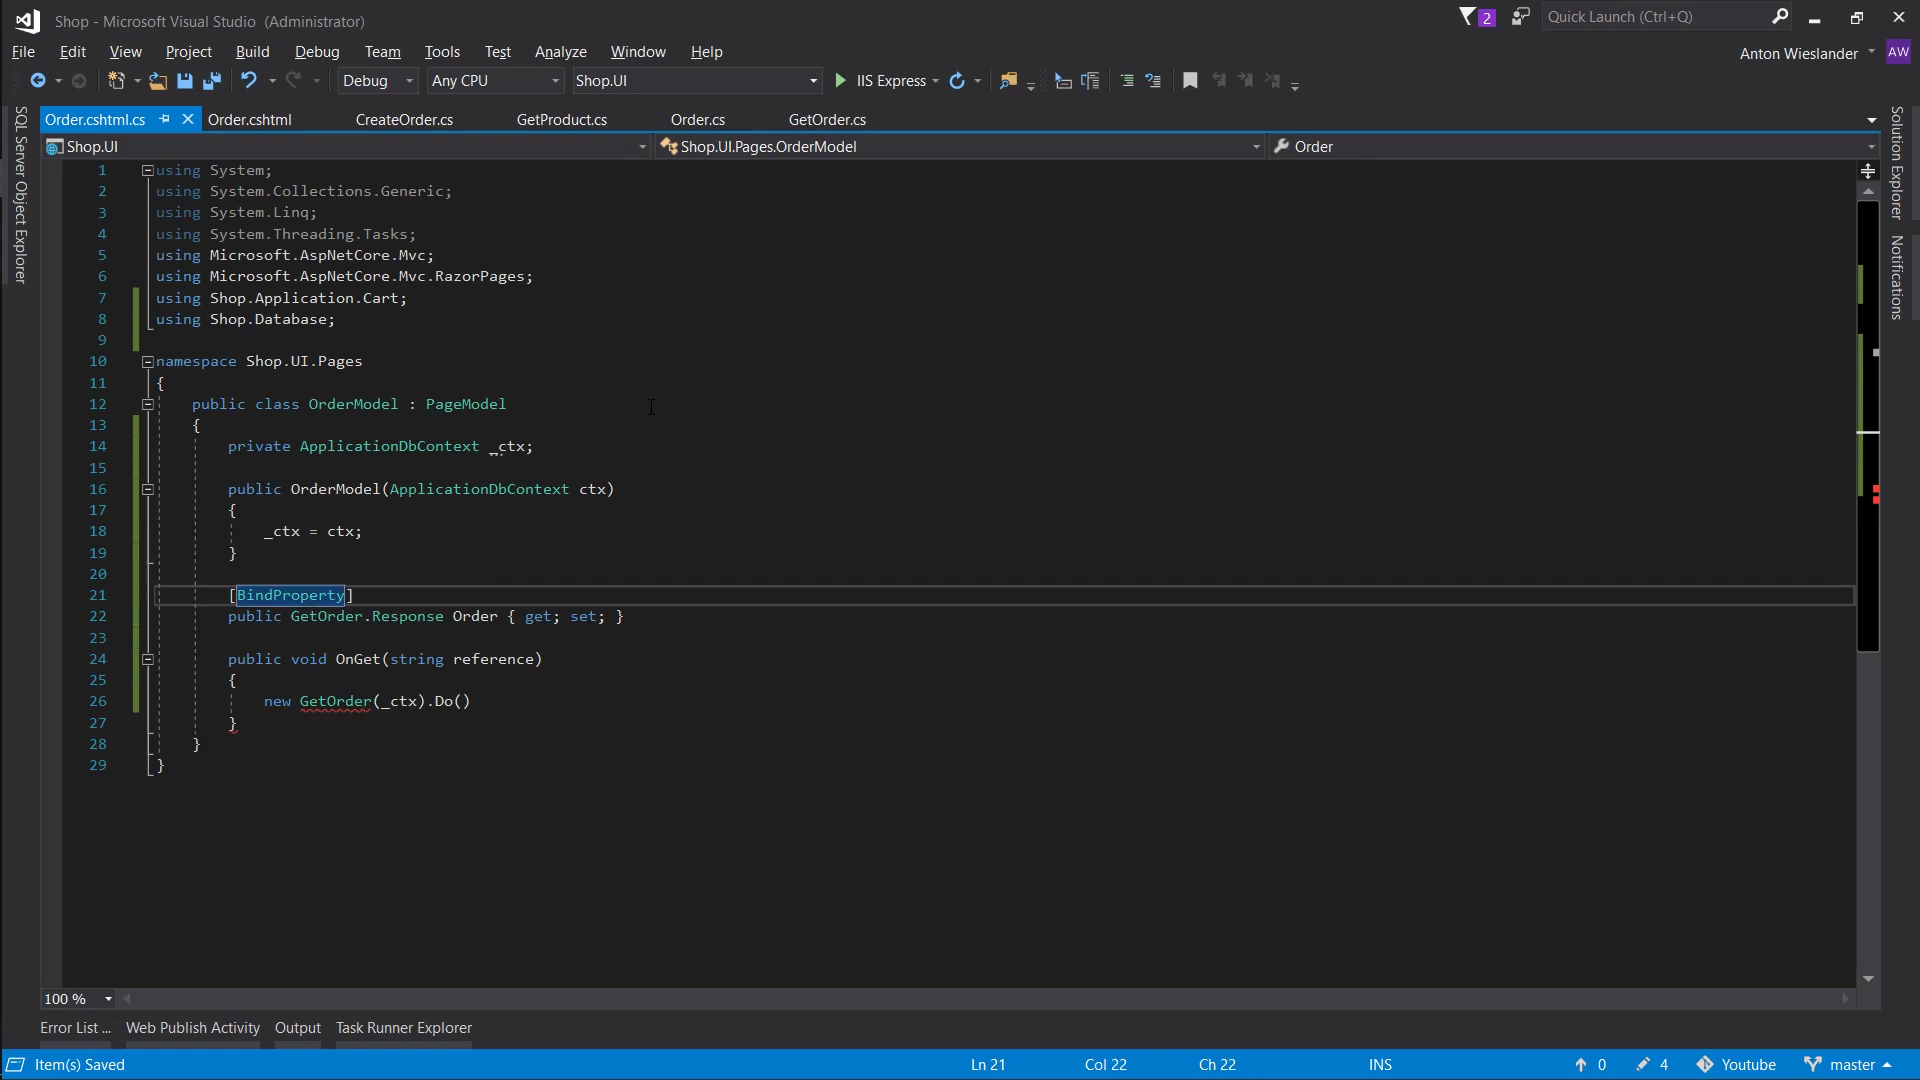 Shop - Microsoft Visual Studio (Administrator)
2
Quick Launch (Ctrl+Q)
File Edit View Project Build Debug Team Tools Test Analyze Window Help
Anton Wieslander
AW
Debug
Any CPU
Shop.UI
IIS Express
SQL Server Object Explorer
Solution Explorer
Notifications
Order.cshtml.cs
Order.cshtml
CreateOrder.cs
GetProduct.cs
Order.cs
GetOrder.cs
Shop.UI
Shop.UI.Pages.OrderModel
Order
1 using System;
2 using System.Collections.Generic;
3 using System.Linq;
4 using System.Threading.Tasks;
5 using Microsoft.AspNetCore.Mvc;
6 using Microsoft.AspNetCore.Mvc.RazorPages;
7 using Shop.Application.Cart;
8 using Shop.Database;
9
10 namespace Shop.UI.Pages
11 {
12 public class OrderModel : PageModel
13 {
14 private ApplicationDbContext _ctx;
15
16 public OrderModel(ApplicationDbContext ctx)
17 {
18 _ctx = ctx;
19 }
20
21 [BindProperty]
22 public GetOrder.Response Order { get; set; }
23
24 public void OnGet(string reference)
25 {
26 new GetOrder(_ctx).Do()
27 }
28 }
29 }
100 %
Error List ...
Web Publish Activity
Output
Task Runner Explorer
Item(s) Saved
Ln 21
Col 22
Ch 22
INS
0
4
Youtube
master